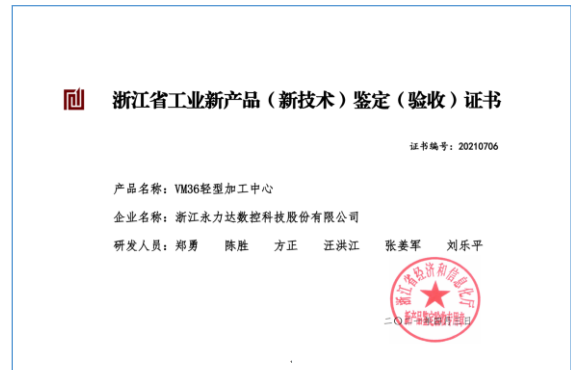 浙江省工业新产品（新技术）鉴定（验收）证书
证书编号：20210706
产品名称：VM36轻型加工中心
企业名称：浙江永力达数控科技股份有限公司
研发人员：郑勇 陈胜 方正 汪洪江 张姜军 刘乐平
浙江省经济和信息化厅